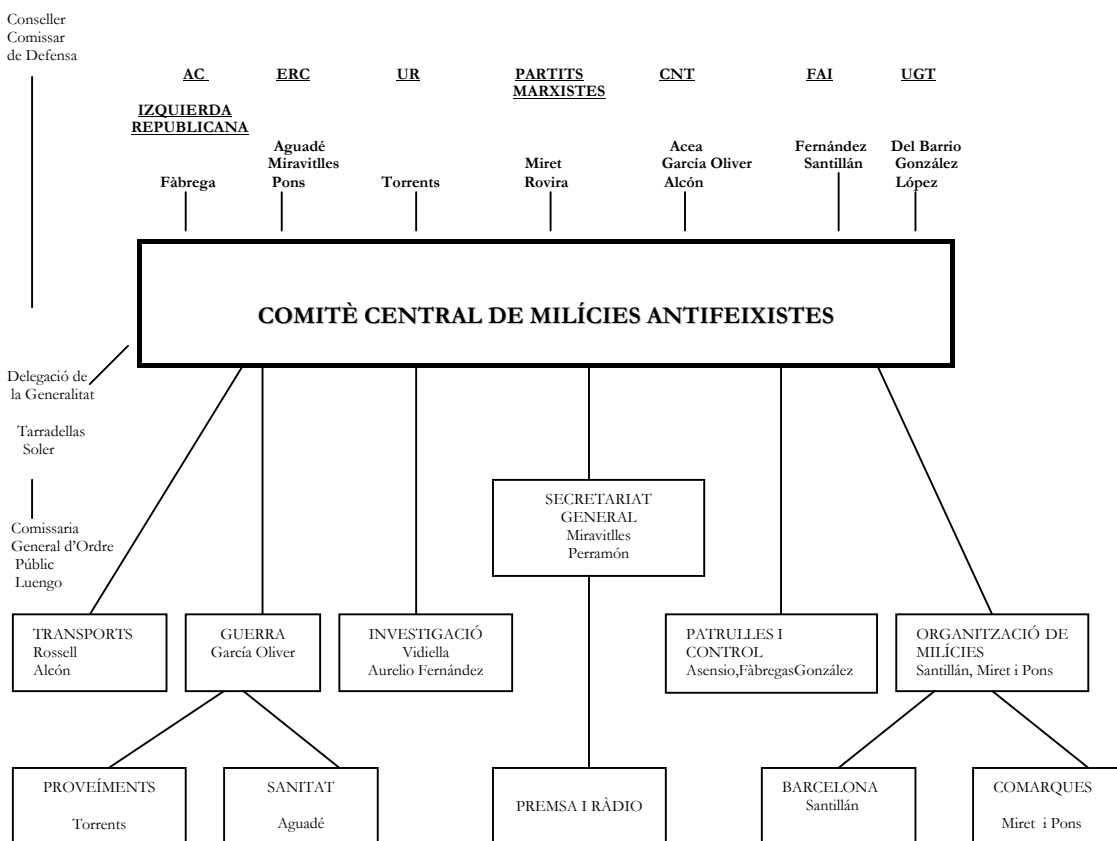 Conseller
Comissar
de Defensa
AC
ERC
UR
PARTITS
MARXISTES
CNT
FAI
UGT
IZQUIERDA
REPUBLICANA
Fàbrega
Aguadé
Miravitlles
Pons
Torrents
Miret
Rovira
Acea
García Oliver
Alcón
Fernández
Santillán
Del Barrio
González
López
COMITÈ CENTRAL DE MILÍCIES ANTIFEIXISTES
Delegació de
la Generalitat
Tarradellas
Soler
Comissaria
General d'Ordre
Públic
Luengo
SECRETARIAT
GENERAL
Miravitlles
Perramón
TRANSPORTS
Rossell
Alcón
GUERRA
García Oliver
INVESTIGACIÓ
Vidiella
Aurelio Fernández
PATRULLES I
CONTROL
Asensio,FàbregasGonzález
ORGANITZACIÓ DE
MILÍCIES
Santillán, Miret i Pons
PROVEÍMENTS
Torrents
SANITAT
Aguadé
PREMSA I RÀDIO
BARCELONA
Santillán
COMARQUES
Miret i Pons